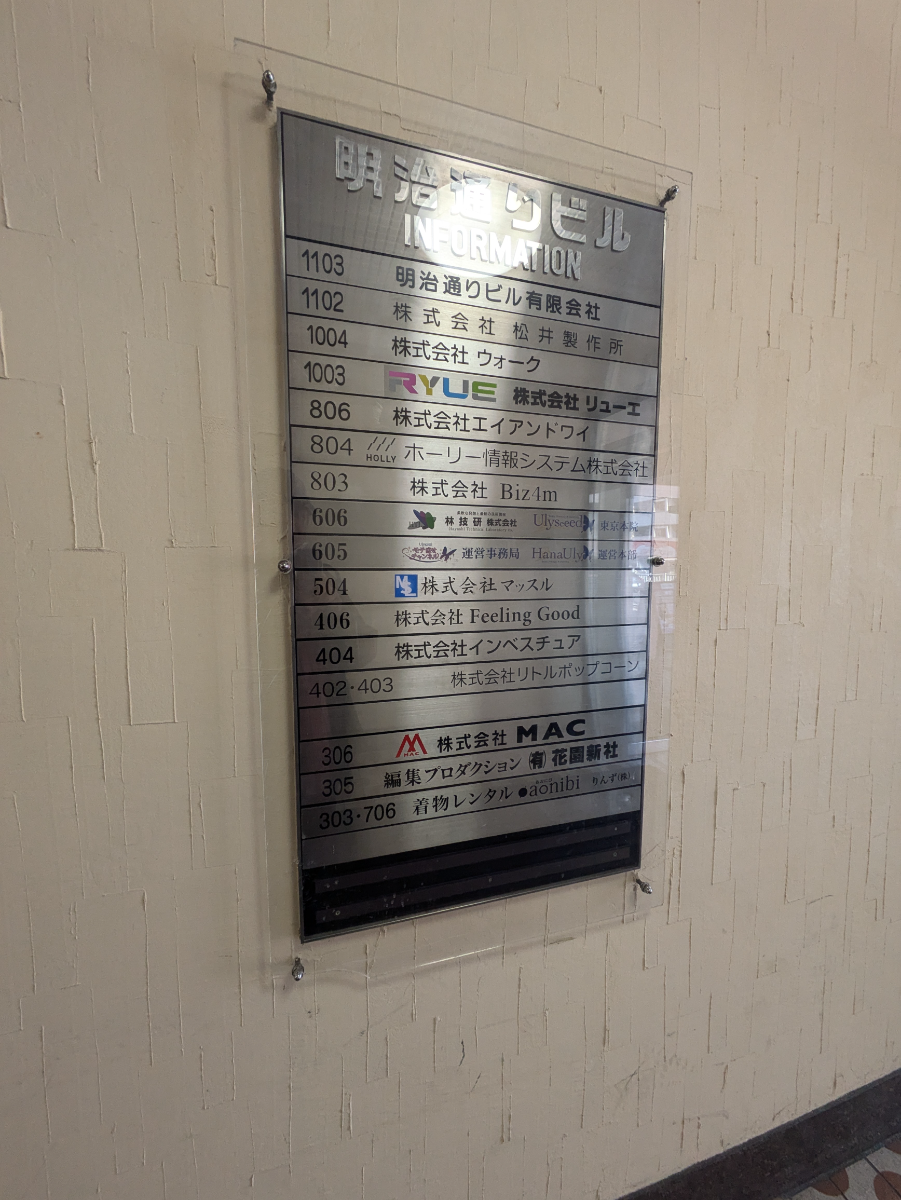 明治通りビル
INFORMATION
1103 明治通りビル有限会社
1102 株式会社 松井製作所
1004 株式会社 ウォーク
1003 RYUE 株式会社 リューエ
806 株式会社エイアンドワイ
804 HOLLY ホーリー情報システム株式会社
803 株式会社 Biz4m
606 林技研 株式会社 Ulyseeed 東京本院
605 運営事務局 HanaUly 運営本部
504 MSL 株式会社マッスル
406 株式会社 Feeling Good
404 株式会社インベスチュア
402・403 株式会社リトルポップコーン
306 MAC 株式会社 MAC
305 編集プロダクション ㈲花園新社
303・706 着物レンタル ●aonibi りんず(株)